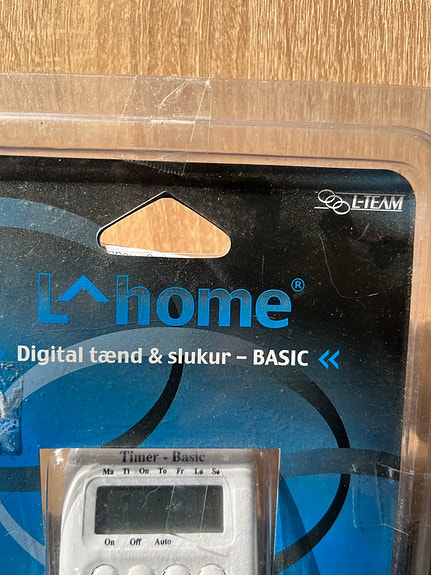 L-TEAM
L^home®
Digital tænd & slukur – BASIC «
Timer - Basic
Ma Ti On To Fr Lø Sø
On Off Auto